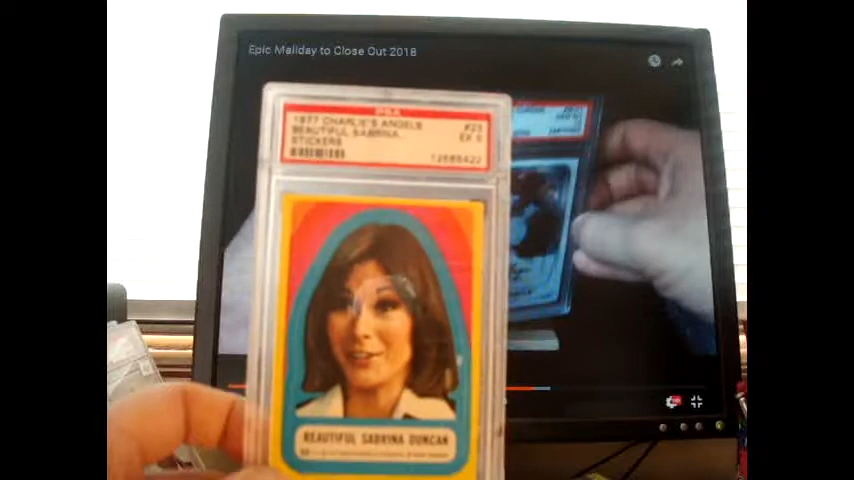 Epic Mailday to Close Out 2018
PSA
1977 CHARLIE'S ANGELS #23
BEAUTIFUL SABRINA EX 5
STICKERS
12585422
BEAUTIFUL SABRINA DUNCAN